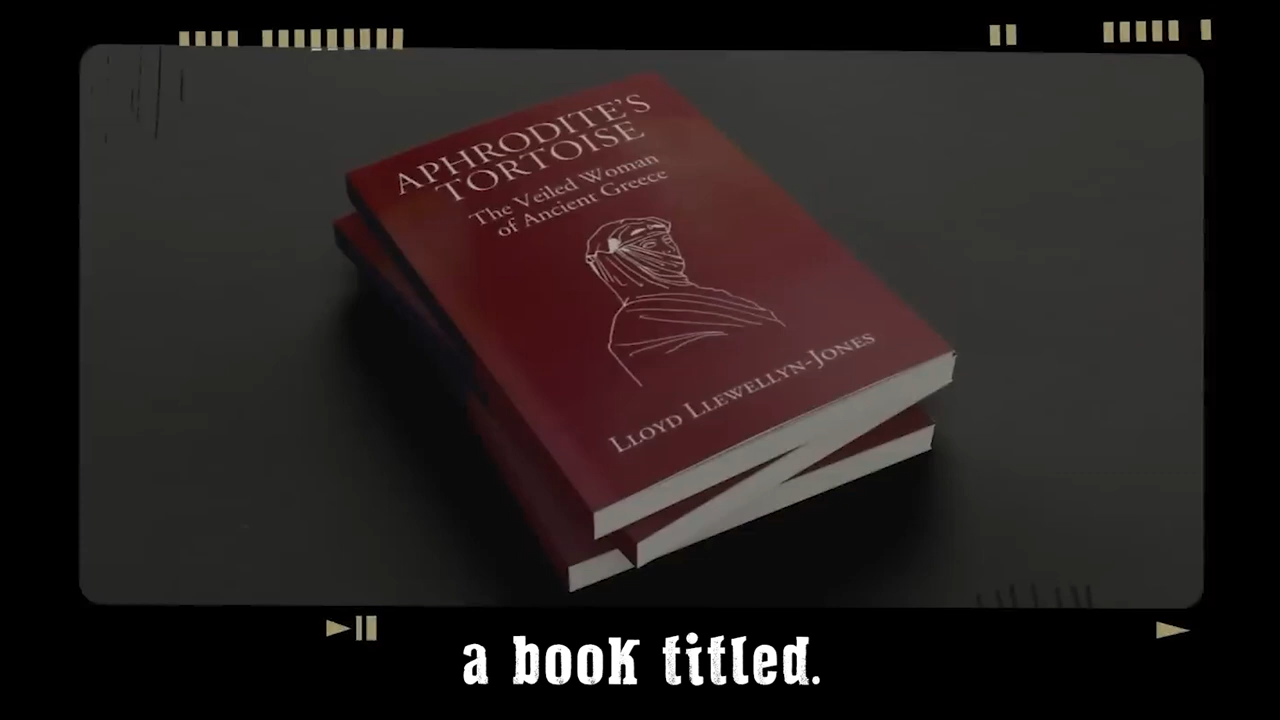 APHRODITE'S
TORTOISE
The Veiled Woman
of Ancient Greece
LLOYD LLEWELLYN-JONES
a book titled.